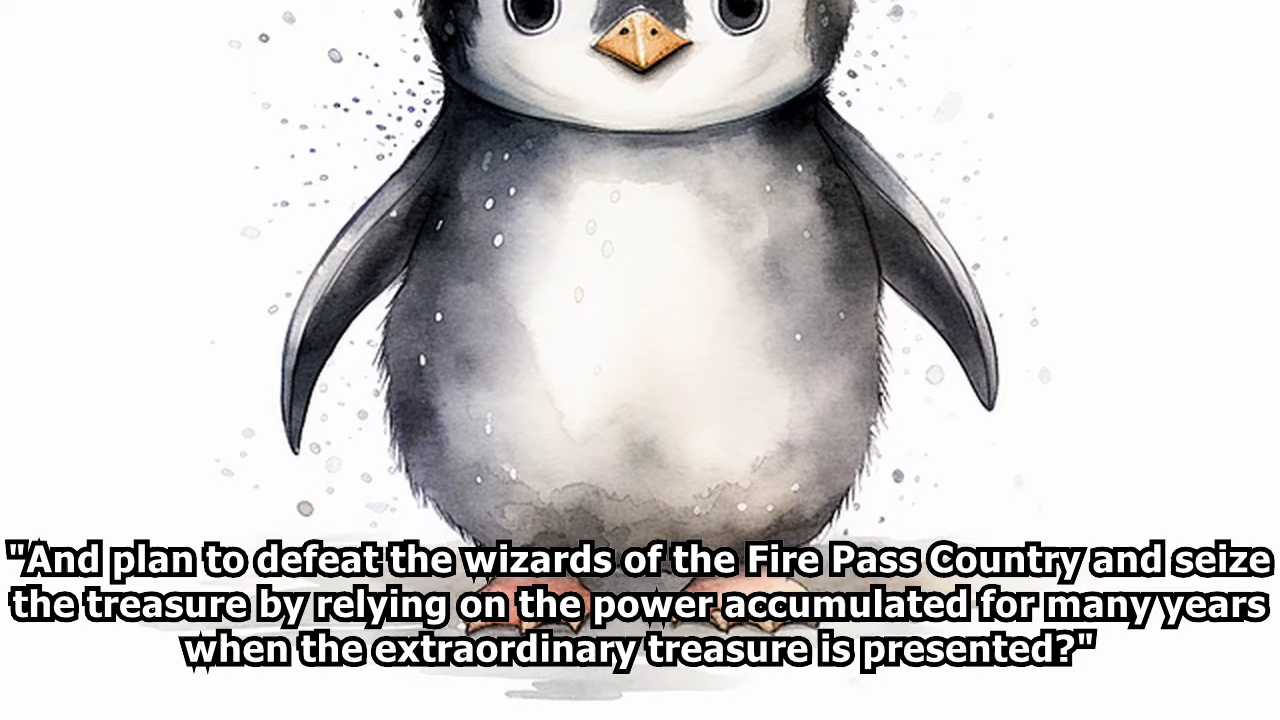 "And plan to defeat the wizards of the Fire Pass Country and seize
the treasure by relying on the power accumulated for many years
when the extraordinary treasure is presented?"